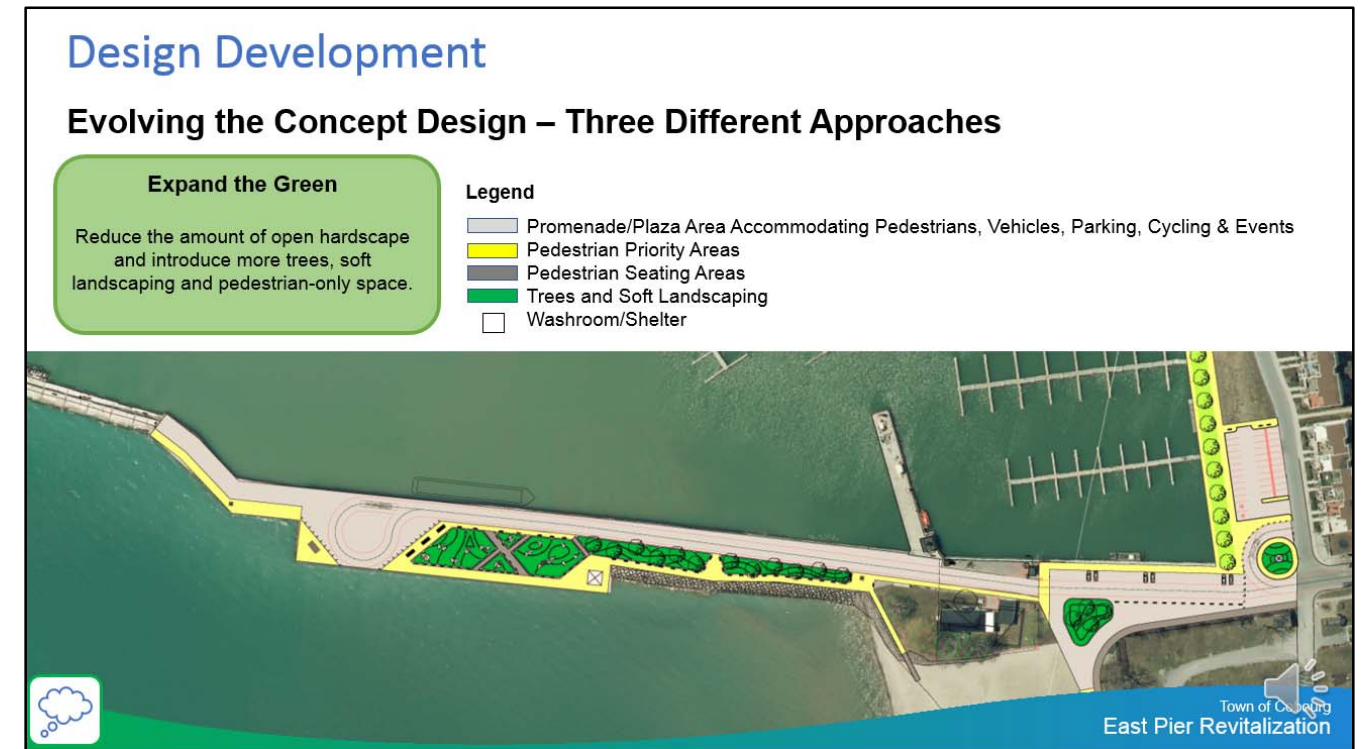 Design Development
Evolving the Concept Design – Three Different Approaches
Expand the Green
Reduce the amount of open hardscape
and introduce more trees, soft
landscaping and pedestrian-only space.
Legend
Promenade/Plaza Area Accommodating Pedestrians, Vehicles, Parking, Cycling & Events
Pedestrian Priority Areas
Pedestrian Seating Areas
Trees and Soft Landscaping
Washroom/Shelter
Town of Cobourg
East Pier Revitalization